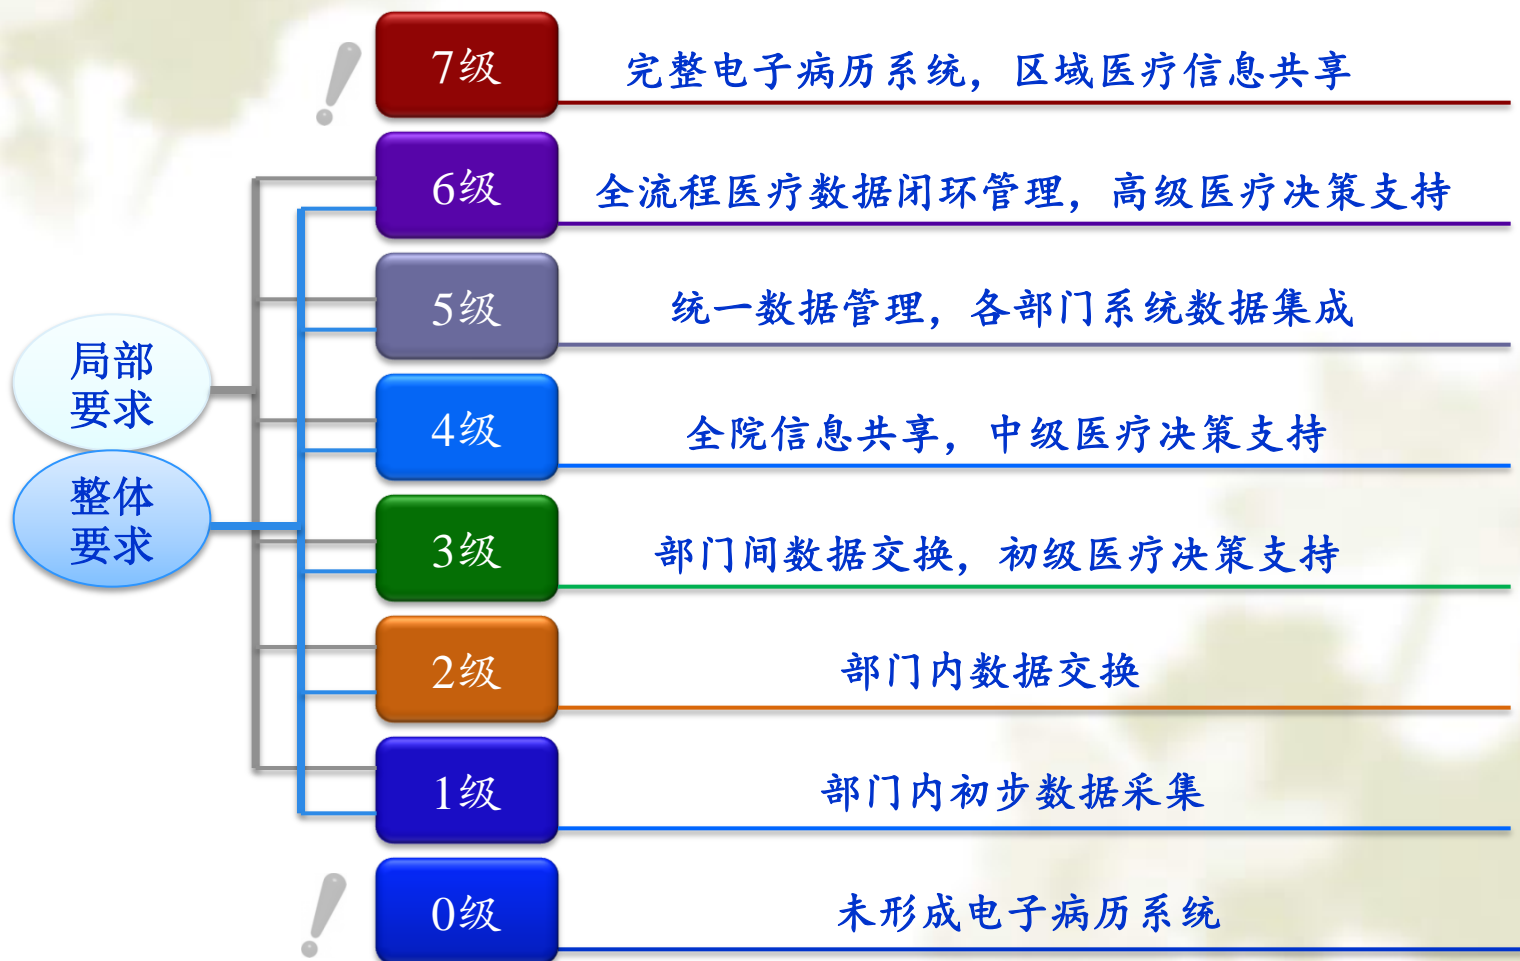 7级 完整电子病历系统，区域医疗信息共享
6级 全流程医疗数据闭环管理，高级医疗决策支持
5级 统一数据管理，各部门系统数据集成
局部
要求
4级 全院信息共享，中级医疗决策支持
整体
要求
3级 部门间数据交换，初级医疗决策支持
2级 部门内数据交换
1级 部门内初步数据采集
0级 未形成电子病历系统